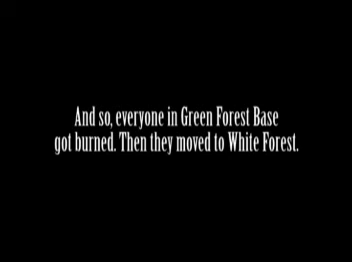 And so, everyone in Green Forest Base
got burned. Then they moved to White Forest.